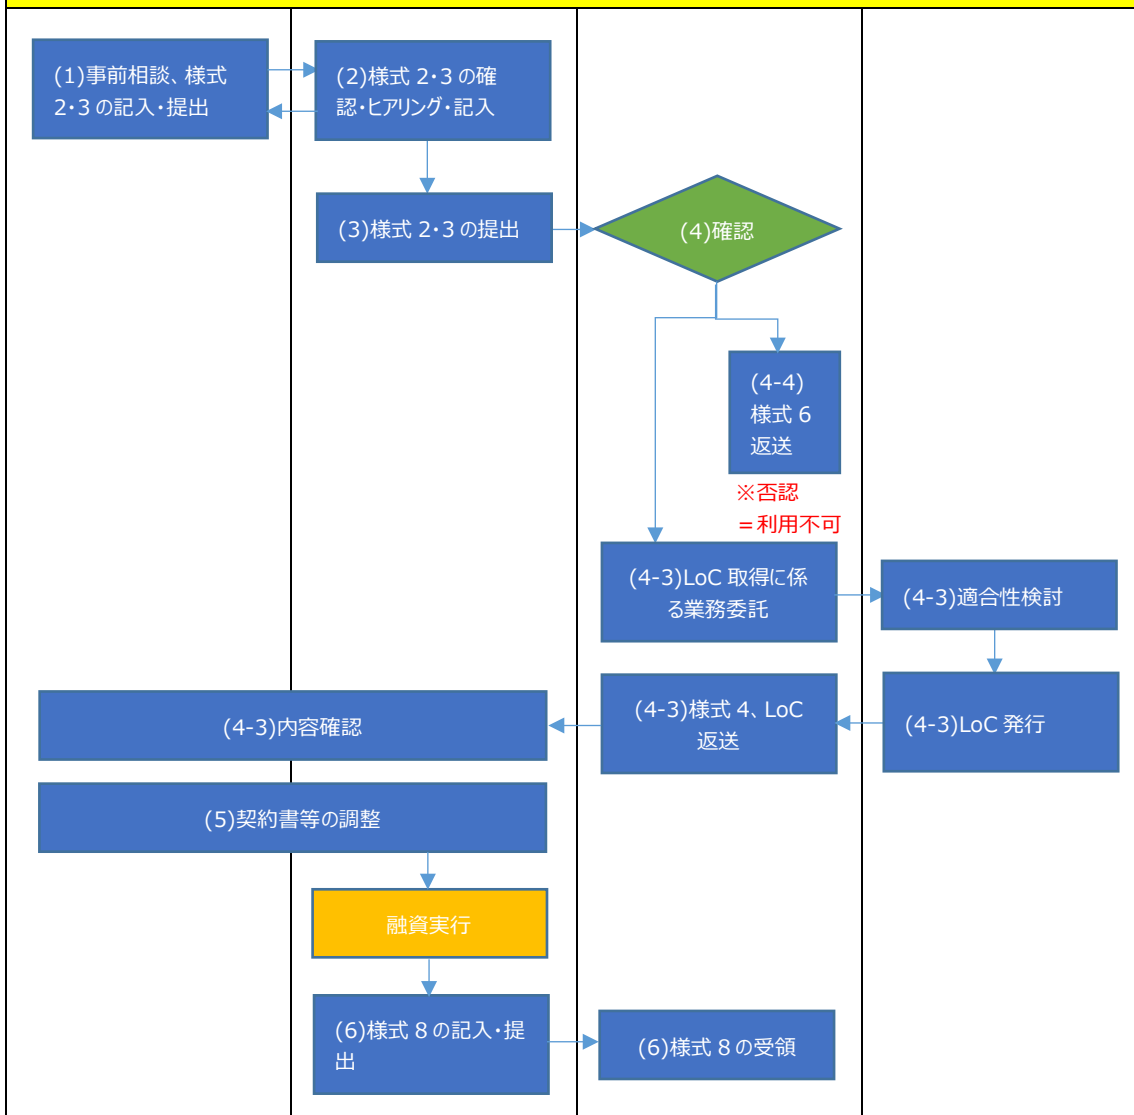 (1)事前相談、様式
2・3の記入・提出
(2)様式 2・3 の確
認・ヒアリング・記入
(3)様式 2・3 の提出
(4)確認
(4-4)
様式 6
返送
※否認
＝利用不可
(4-3)LoC 取得に係
る業務委託
(4-3)適合性検討
(4-3)LoC 発行
(4-3)様式 4、LoC
返送
(4-3)内容確認
(5)契約書等の調整
融資実行
(6)様式 8 の記入・提
出
(6)様式 8 の受領